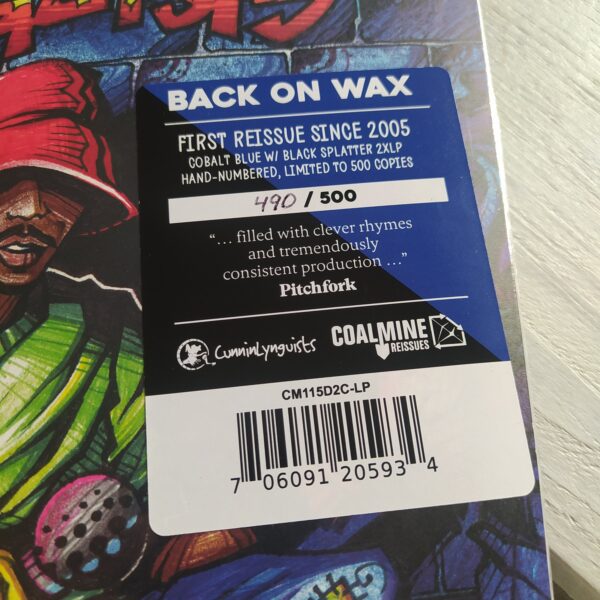 BACK ON WAX
FIRST REISSUE SINCE 2005
COBALT BLUE W/ BLACK SPLATTER 2XLP
HAND-NUMBERED, LIMITED TO 500 COPIES
490 / 500
"... filled with clever rhymes
and tremendously
consistent production ..."
Pitchfork
CunninLynguists
COALMINE
REISSUES
CM115D2C-LP
7 06091 20593 4